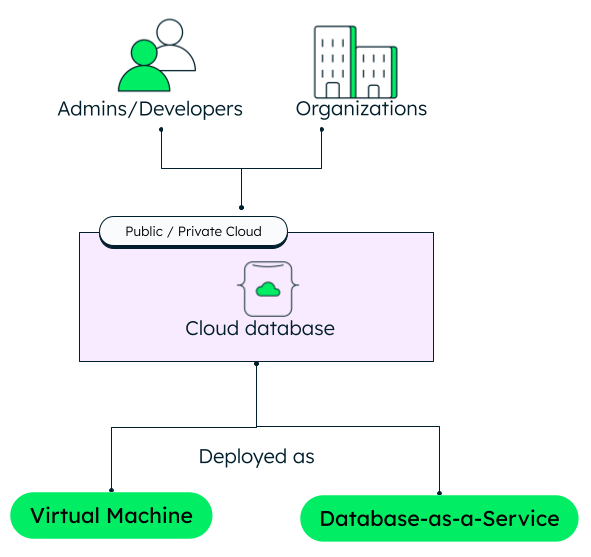 Admins/Developers
Organizations
Public / Private Cloud
Cloud database
Deployed as
Virtual Machine
Database-as-a-Service